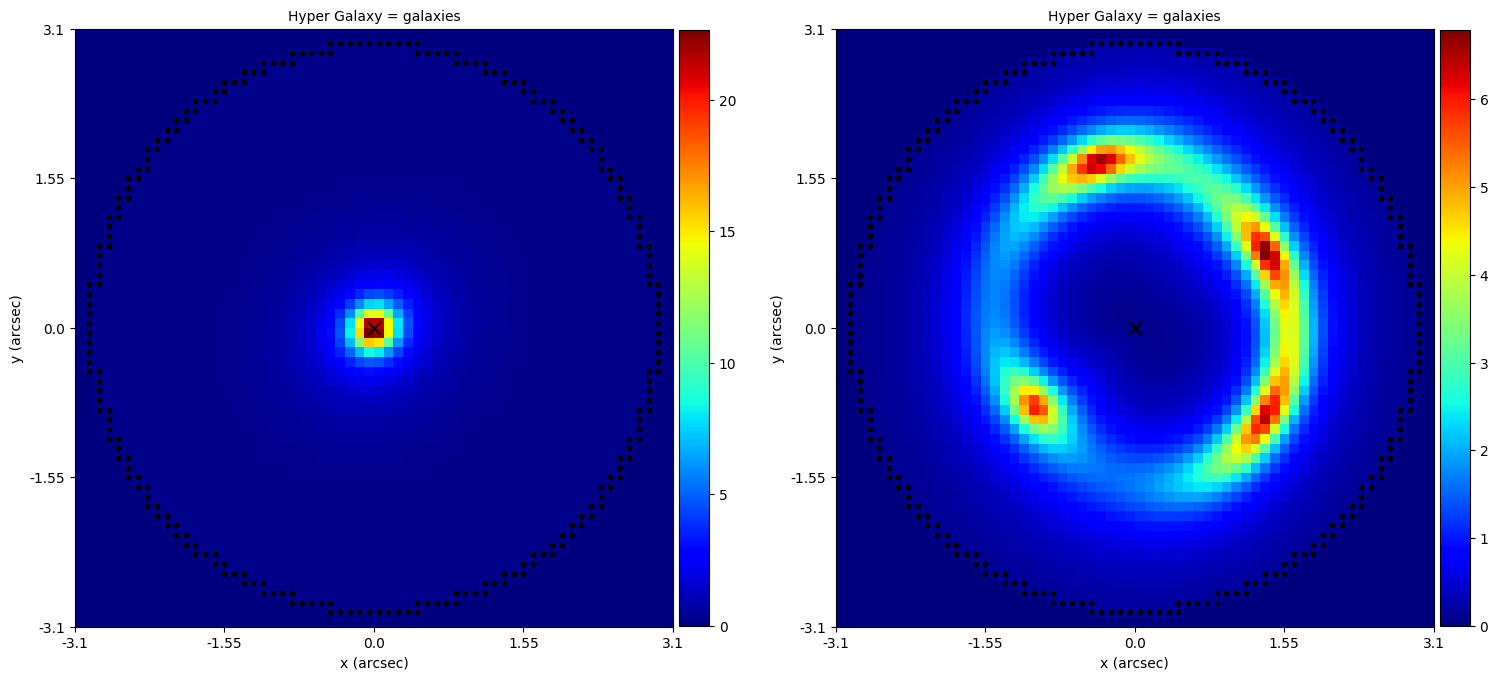 Hyper Galaxy = galaxies
3.1
1.55
0.0
-1.55
-3.1
y (arcsec)
-3.1 -1.55 0.0 1.55 3.1
x (arcsec)
20
15
10
5
0
Hyper Galaxy = galaxies
3.1
1.55
0.0
-1.55
-3.1
y (arcsec)
-3.1 -1.55 0.0 1.55 3.1
x (arcsec)
6
5
4
3
2
1
0